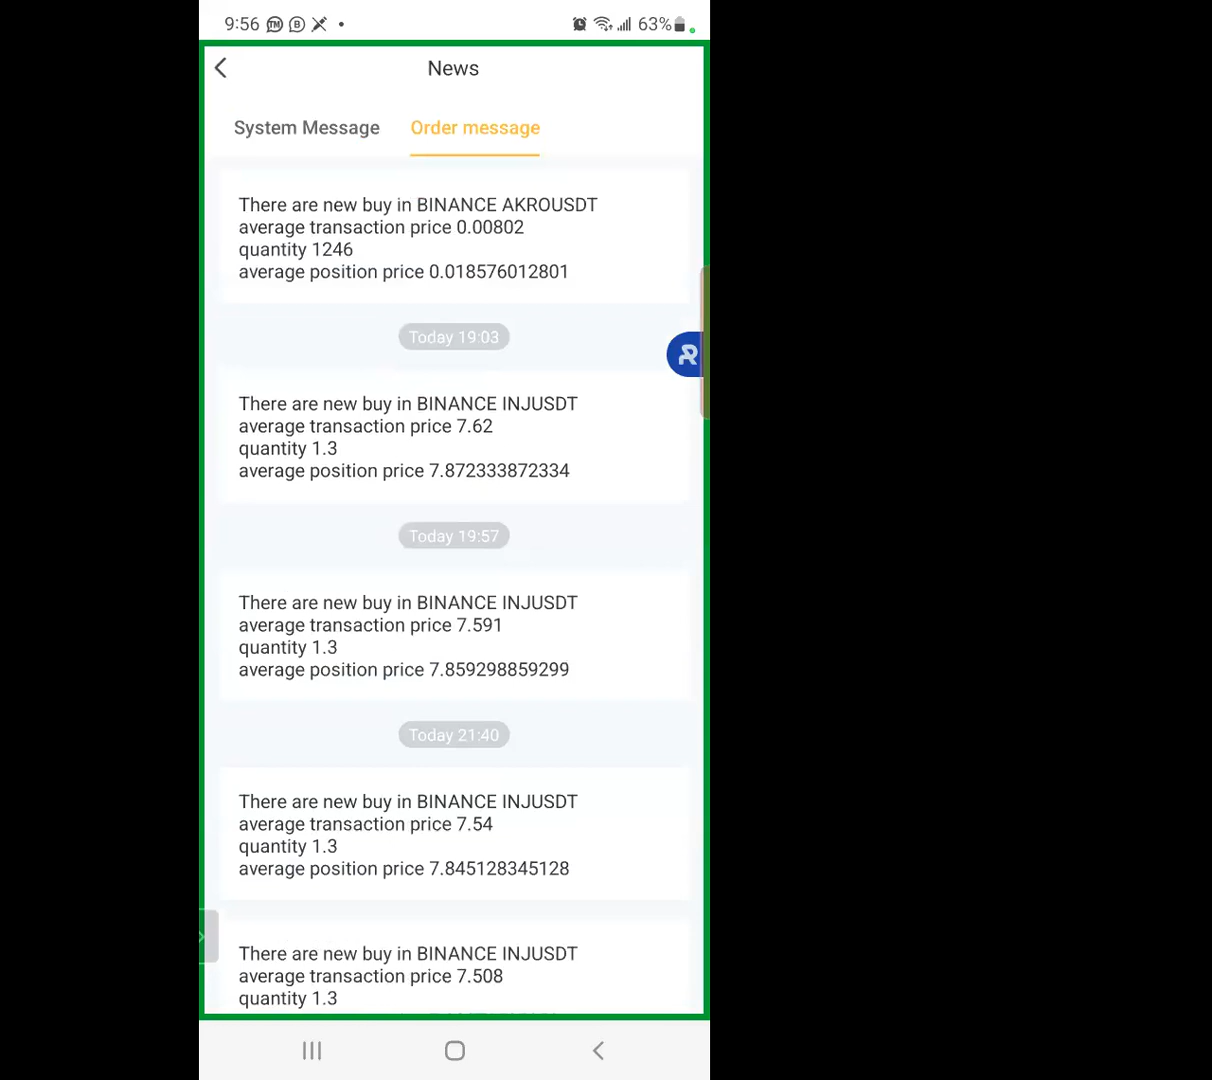 9:56 63%
News
System Message Order message
There are new buy in BINANCE AKROUSDT
average transaction price 0.00802
quantity 1246
average position price 0.018576012801
Today 19:03
There are new buy in BINANCE INJUSDT
average transaction price 7.62
quantity 1.3
average position price 7.872333872334
Today 19:57
There are new buy in BINANCE INJUSDT
average transaction price 7.591
quantity 1.3
average position price 7.859298859299
Today 21:40
There are new buy in BINANCE INJUSDT
average transaction price 7.54
quantity 1.3
average position price 7.845128345128
There are new buy in BINANCE INJUSDT
average transaction price 7.508
quantity 1.3